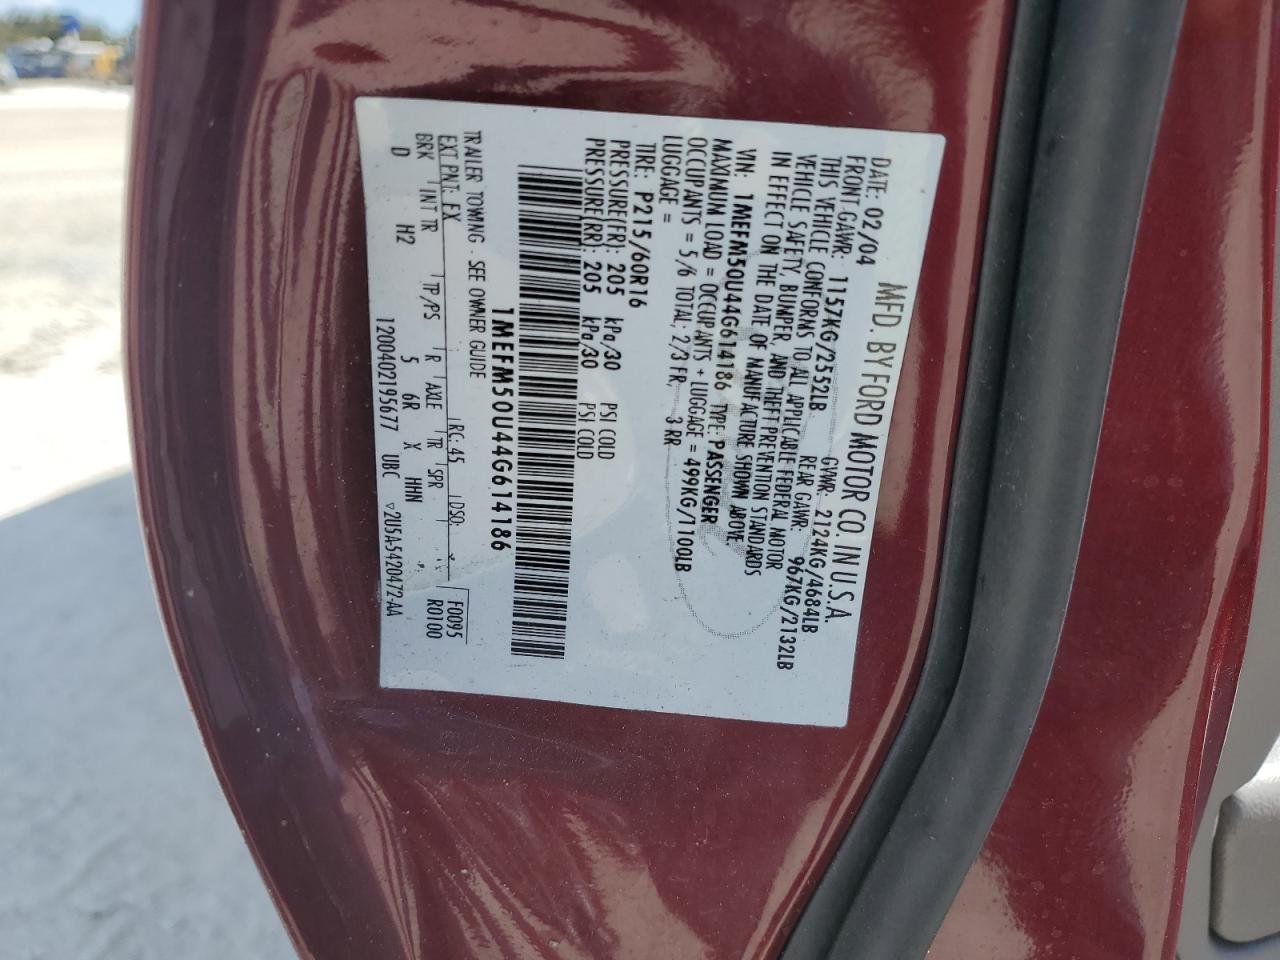 MFD. BY FORD MOTOR CO. IN U.S.A.
DATE: 02/04 GVWR: 2124KG/4684LB
FRONT GAWR: 1157KG/2552LB REAR GAWR: 967KG/2132LB
THIS VEHICLE CONFORMS TO ALL APPLICABLE FEDERAL MOTOR
VEHICLE SAFETY, BUMPER, AND THEFT PREVENTION STANDARDS
IN EFFECT ON THE DATE OF MANUFACTURE SHOWN ABOVE.
VIN: 1MEFM50U44G614186 TYPE: PASSENGER
MAXIMUM LOAD = OCCUPANTS + LUGGAGE = 499KG/1100LB
OCCUPANTS = 5/6 TOTAL; 2/3 FR, 3 RR
LUGGAGE =
TIRE: P215/60R16
PRESSURE(FR): 205 kPa/30 PSI COLD
PRESSURE(RR): 205 kPa/30 PSI COLD
1MEFM50U44G614186
TRAILER TOWING - SEE OWNER GUIDE
EXT PNT: EX RC: 45 DSO: F0095
BRK INT TR TP/PS R AXLE TR SPR R0100
D H2 5 6R X HHN
1200402195677 UBC ▽2U5A-5420472-AA